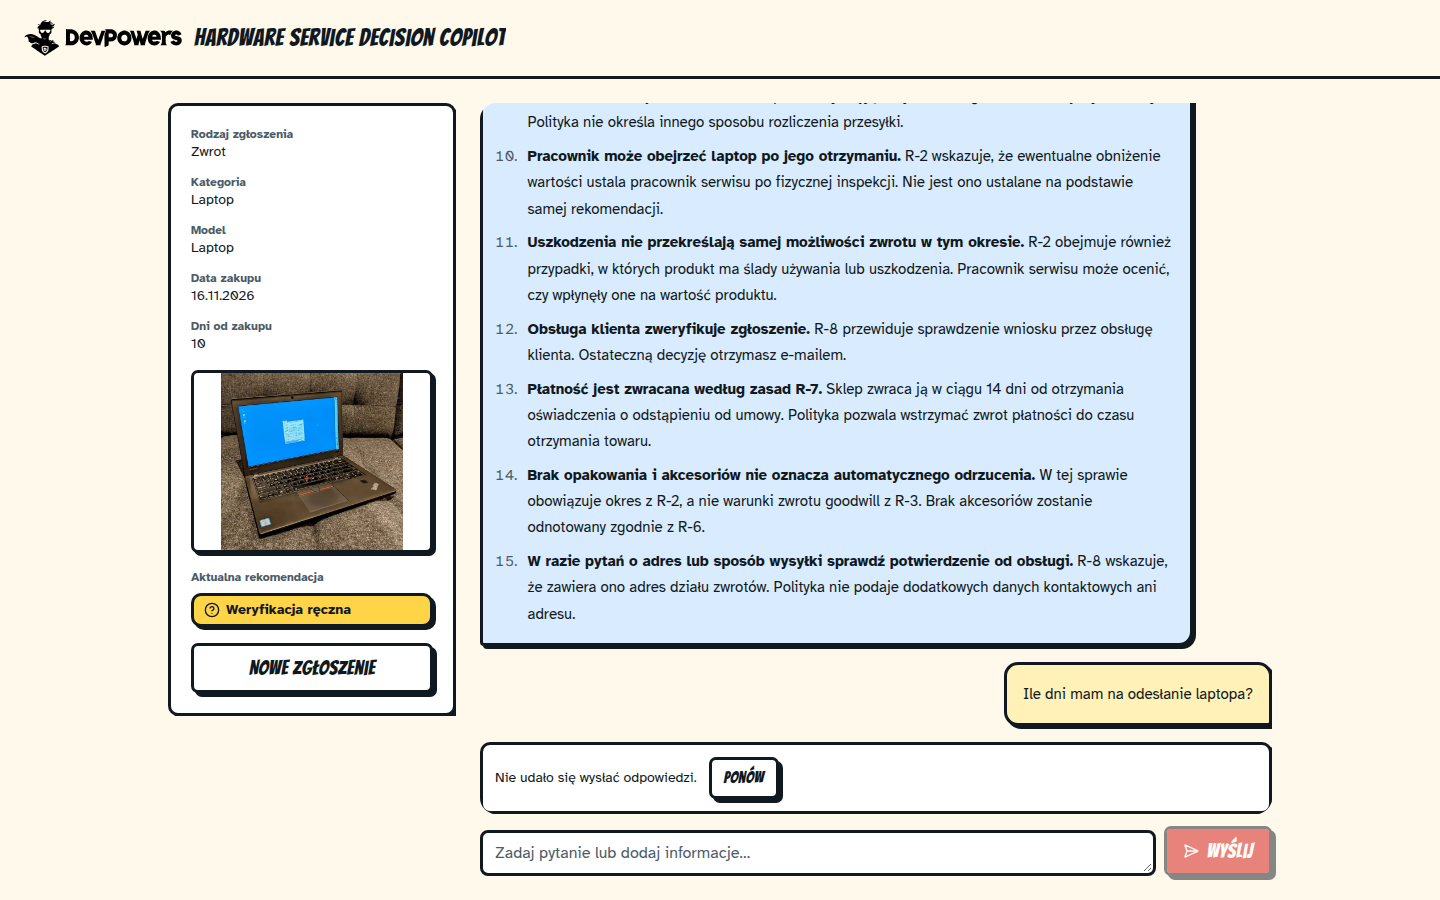 DevPowers HARDWARE SERVICE DECISION COPILOT
Rodzaj zgłoszenia
Zwrot
Kategoria
Laptop
Model
Laptop
Data zakupu
16.11.2026
Dni od zakupu
10
Aktualna rekomendacja
Weryfikacja ręczna
NOWE ZGŁOSZENIE
Polityka nie określa innego sposobu rozliczenia przesyłki.
10. Pracownik może obejrzeć laptop po jego otrzymaniu. R-2 wskazuje, że ewentualne obniżenie
wartości ustala pracownik serwisu po fizycznej inspekcji. Nie jest ono ustalane na podstawie
samej rekomendacji.
11. Uszkodzenia nie przekreślają samej możliwości zwrotu w tym okresie. R-2 obejmuje również
przypadki, w których produkt ma ślady używania lub uszkodzenia. Pracownik serwisu może ocenić,
czy wpłynęły one na wartość produktu.
12. Obsługa klienta zweryfikuje zgłoszenie. R-8 przewiduje sprawdzenie wniosku przez obsługę
klienta. Ostateczną decyzję otrzymasz e-mailem.
13. Płatność jest zwracana według zasad R-7. Sklep zwraca ją w ciągu 14 dni od otrzymania
oświadczenia o odstąpieniu od umowy. Polityka pozwala wstrzymać zwrot płatności do czasu
otrzymania towaru.
14. Brak opakowania i akcesoriów nie oznacza automatycznego odrzucenia. W tej sprawie
obowiązuje okres z R-2, a nie warunki zwrotu goodwill z R-3. Brak akcesoriów zostanie
odnotowany zgodnie z R-6.
15. W razie pytań o adres lub sposób wysyłki sprawdź potwierdzenie od obsługi. R-8 wskazuje,
że zawiera ono adres działu zwrotów. Polityka nie podaje dodatkowych danych kontaktowych ani
adresu.
Ile dni mam na odesłanie laptopa?
Nie udało się wysłać odpowiedzi. PONÓW
Zadaj pytanie lub dodaj informacje... WYŚLIJ